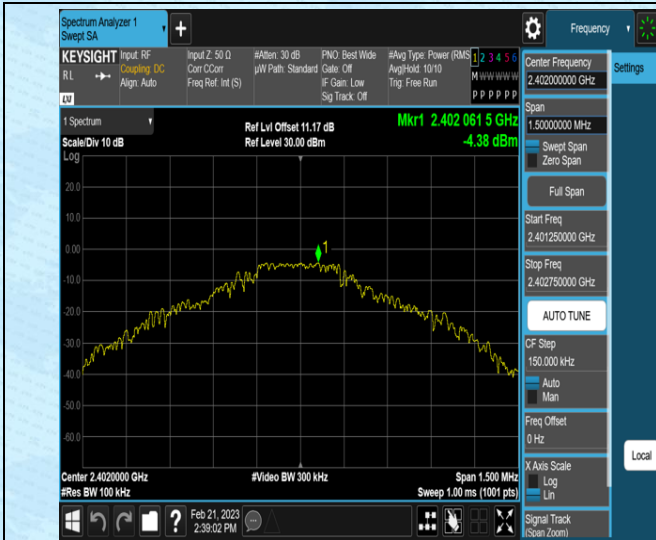 Spectrum Analyzer 1
Swept SA
+
Frequency
KEYSIGHT
RL
Input: RF
Coupling: DC
Align: Auto
Input Z: 50 Ω
Corr CCorr
Freq Ref: Int (S)
#Atten: 30 dB
µW Path: Standard
PNO: Best Wide
Gate: Off
IF Gain: Low
Sig Track: Off
#Avg Type: Power (RMS
Avg|Hold: 10/10
Trig: Free Run
1 2 3 4 5 6
M W W W W W
P P P P P P
1 Spectrum
Scale/Div 10 dB
Log
Ref Lvl Offset 11.17 dB
Ref Level 30.00 dBm
Mkr1 2.402 061 5 GHz
-4.38 dBm
20.0
10.0
0.00
-10.0
-20.0
-30.0
-40.0
-50.0
-60.0
1
Center 2.4020000 GHz
#Res BW 100 kHz
#Video BW 300 kHz
Span 1.500 MHz
Sweep 1.00 ms (1001 pts)
Feb 21, 2023
2:39:02 PM
?
Center Frequency
2.402000000 GHz
Span
1.50000000 MHz
Swept Span
Zero Span
Full Span
Start Freq
2.401250000 GHz
Stop Freq
2.402750000 GHz
AUTO TUNE
CF Step
150.000 kHz
Auto
Man
Freq Offset
0 Hz
X Axis Scale
Log
Lin
Signal Track
(Span Zoom)
Settings
Local